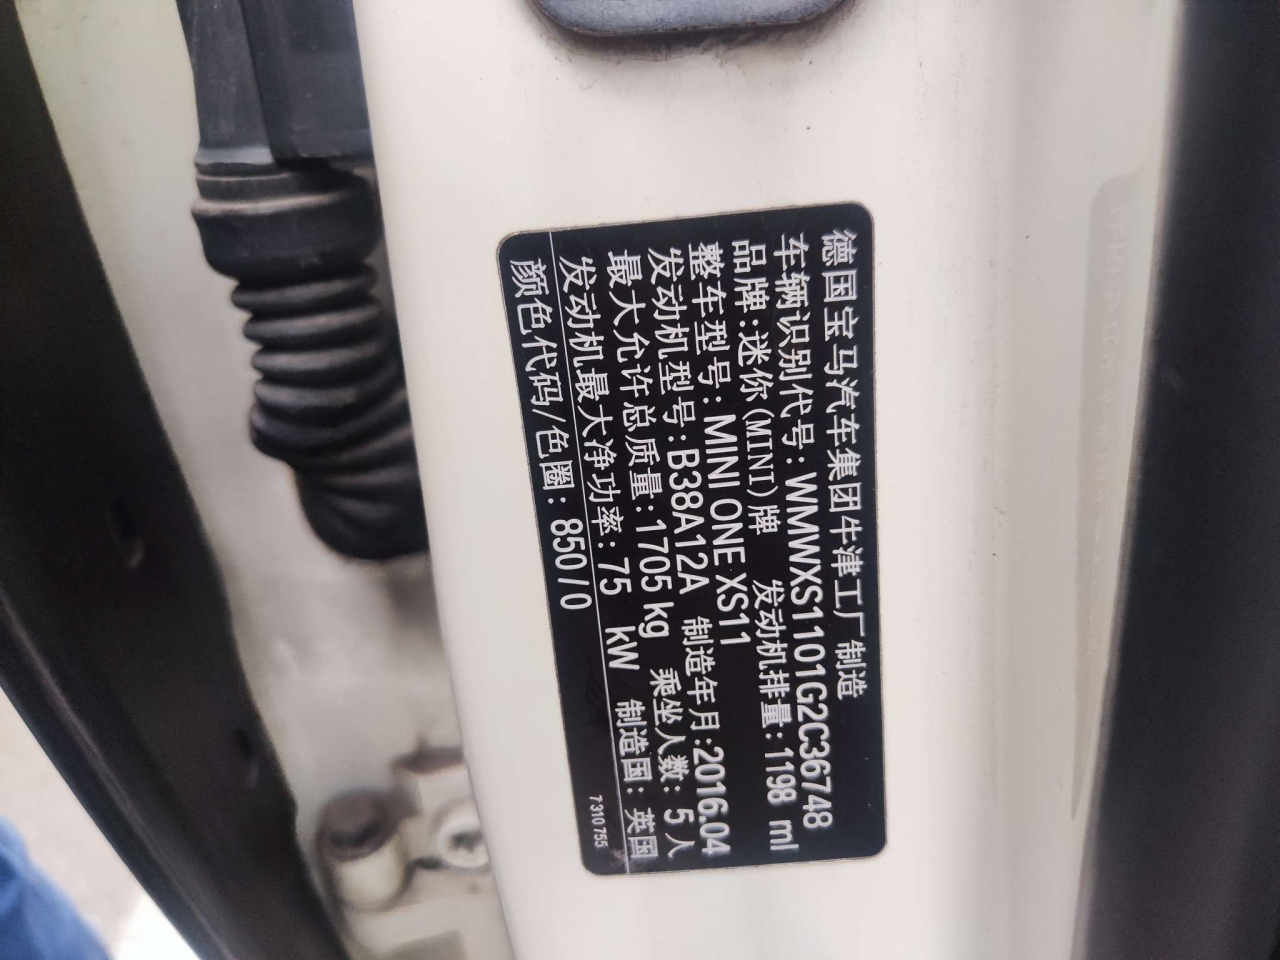 德国宝马汽车集团牛津工厂制造
车辆识别代号：WMWXS1101G2C36748
品牌：迷你(MINI)牌 发动机排量：1198 ml
整车型号：MINI ONE XS11
发动机型号：B38A12A 制造年月：2016.04
最大允许总质量：1705 kg 乘坐人数：5人
发动机最大净功率：75 kW 制造国：英国
颜色代码/色圈：850/0
7 310 755